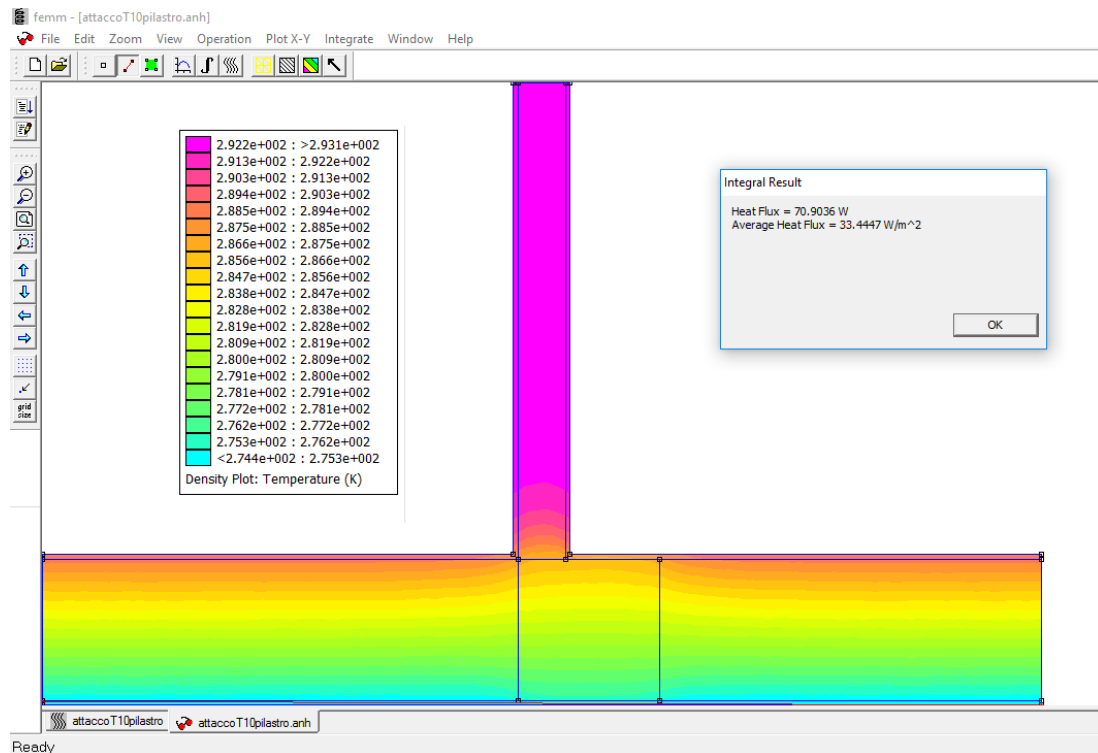 femm - [attaccoT10pilastro.anh]
File Edit Zoom View Operation Plot X-Y Integrate Window Help
2.922e+002 : >2.931e+002
2.913e+002 : 2.922e+002
2.903e+002 : 2.913e+002
2.894e+002 : 2.903e+002
2.885e+002 : 2.894e+002
2.875e+002 : 2.885e+002
2.866e+002 : 2.875e+002
2.856e+002 : 2.866e+002
2.847e+002 : 2.856e+002
2.838e+002 : 2.847e+002
2.828e+002 : 2.838e+002
2.819e+002 : 2.828e+002
2.809e+002 : 2.819e+002
2.800e+002 : 2.809e+002
2.791e+002 : 2.800e+002
2.781e+002 : 2.791e+002
2.772e+002 : 2.781e+002
2.762e+002 : 2.772e+002
2.753e+002 : 2.762e+002
<2.744e+002 : 2.753e+002
Density Plot: Temperature (K)
Integral Result
Heat Flux = 70.9036 W
Average Heat Flux = 33.4447 W/m^2
OK
grid
size
attaccoT10pilastro
attaccoT10pilastro.anh
Ready